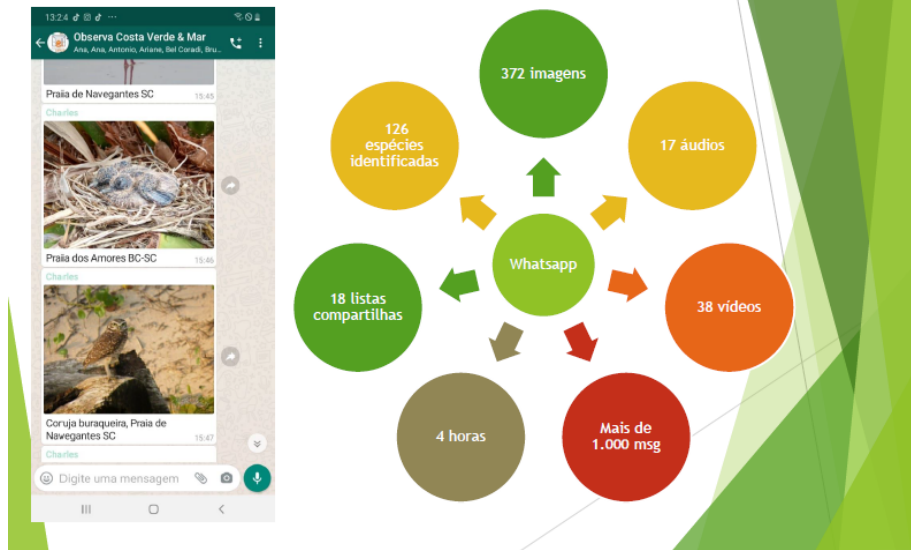 13:24
Observa Costa Verde & Mar
Ana, Ana, Antonio, Ariane, Bel Coradi, Bru...
Praia de Navegantes SC
15:45
Charles
Praia dos Amores BC-SC
15:46
Charles
Coruja buraqueira, Praia de
Navegantes SC
15:47
Charles
Digite uma mensagem
372 imagens
126
espécies
identificadas
17 áudios
Whatsapp
18 listas
compartilhas
38 vídeos
4 horas
Mais de
1.000 msg